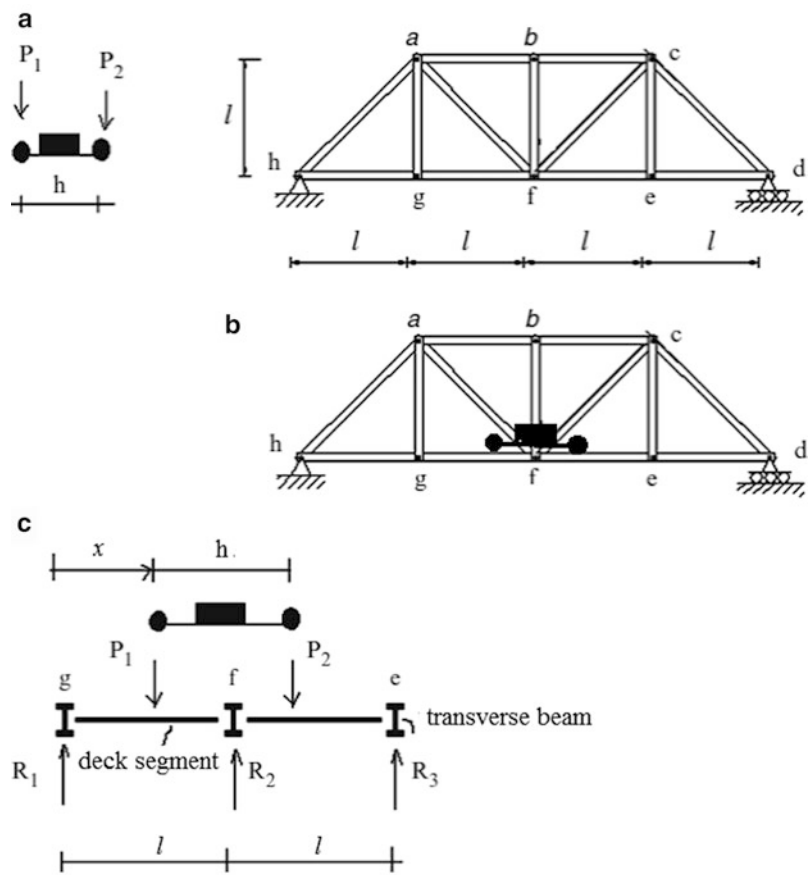 a
P1
P2
h
l
a
b
c
h
g
f
e
d
l l l l
b
a
b
c
h
g
f
e
d
c
x
h.
P1
P2
g
f
e
transverse beam
deck segment
R1
R2
R3
l
l